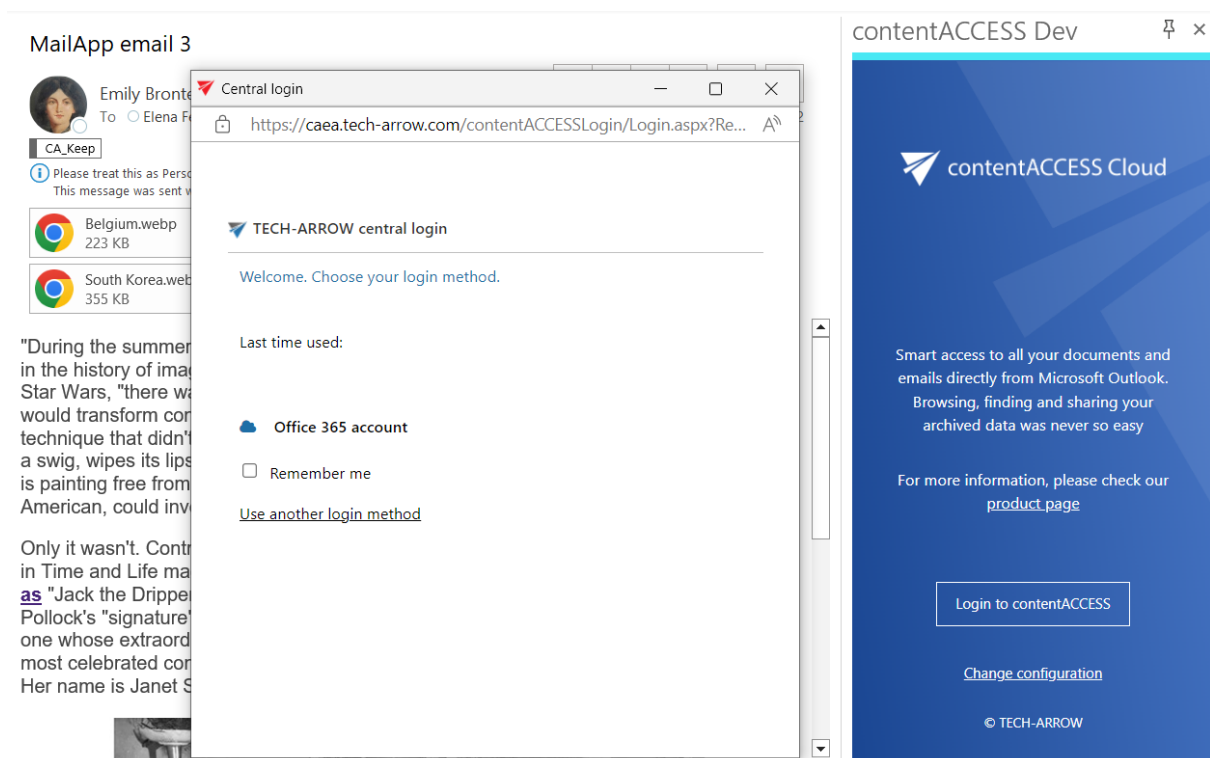 MailApp email 3
Emily Bronte
To Elena Fe
CA_Keep
Please treat this as Perso
This message was sent w
Belgium.webp
223 KB
South Korea.web
355 KB
"During the summer
in the history of imag
Star Wars, "there wa
would transform con
technique that didn't
a swig, wipes its lips
is painting free from
American, could inv
Only it wasn't. Contr
in Time and Life ma
as "Jack the Dripper
Pollock's "signature"
one whose extraord
most celebrated con
Her name is Janet S
Central login
https://caea.tech-arrow.com/contentACCESSLogin/Login.aspx?Re...
TECH-ARROW central login
Welcome. Choose your login method.
Last time used:
Office 365 account
Remember me
Use another login method
contentACCESS Dev
contentACCESS Cloud
Smart access to all your documents and
emails directly from Microsoft Outlook.
Browsing, finding and sharing your
archived data was never so easy
For more information, please check our
product page
Login to contentACCESS
Change configuration
© TECH-ARROW